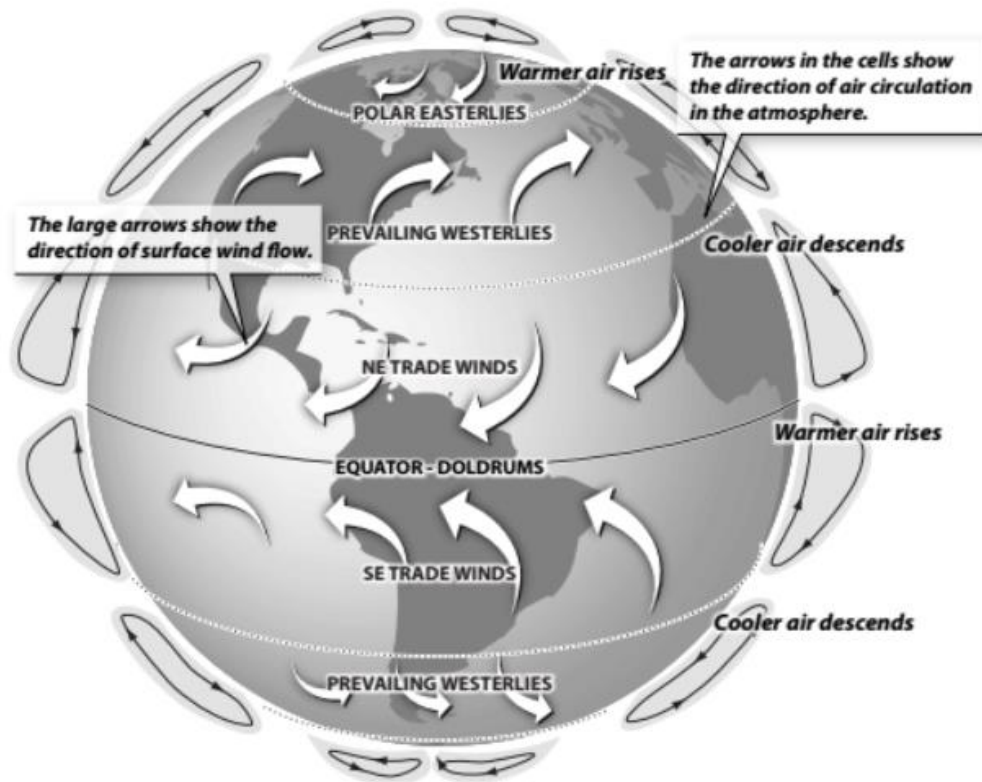 Warmer air rises
The arrows in the cells show
the direction of air circulation
in the atmosphere.
POLAR EASTERLIES
The large arrows show the
direction of surface wind flow.
PREVAILING WESTERLIES
Cooler air descends
NE TRADE WINDS
Warmer air rises
EQUATOR - DOLDRUMS
SE TRADE WINDS
Cooler air descends
PREVAILING WESTERLIES